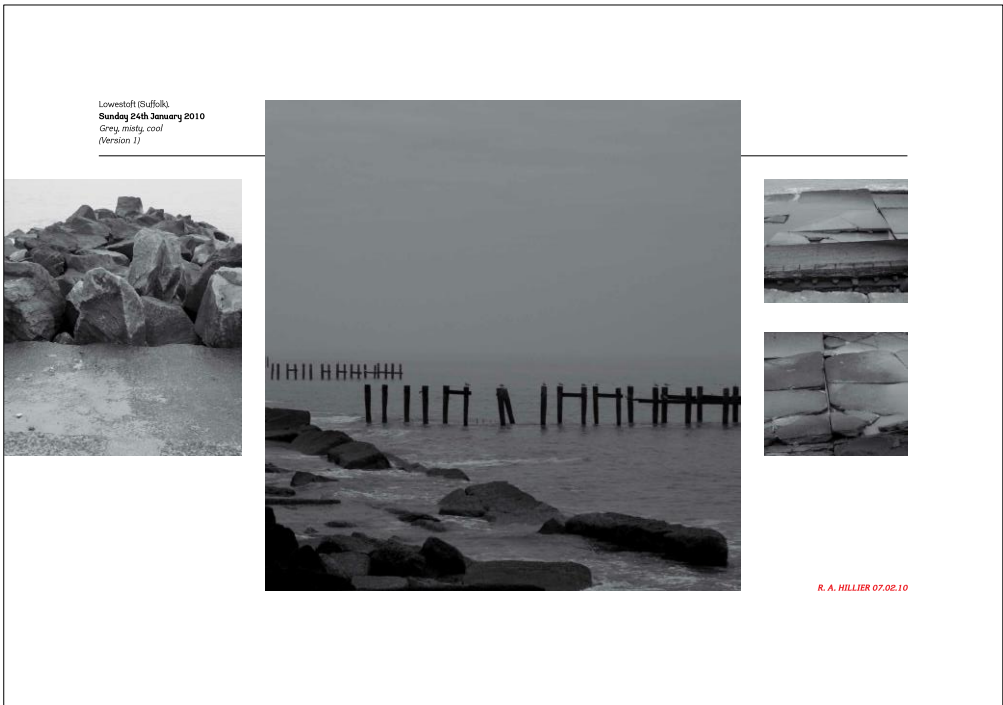 Lowestoft (Suffolk).
Sunday 24th January 2010
Grey, misty, cool
(Version 1)
R. A. HILLIER 07.02.10